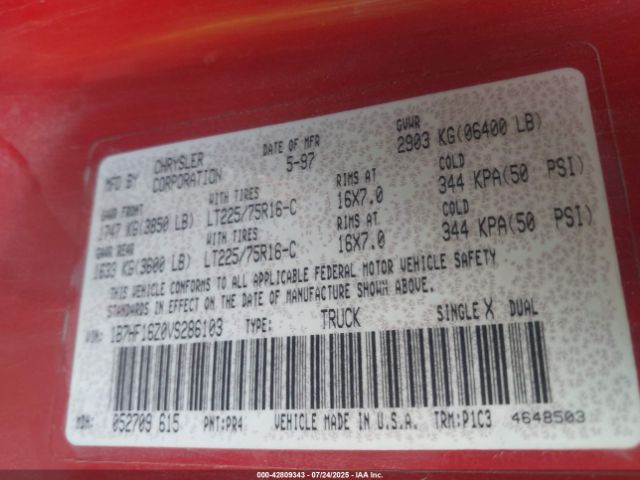 MFD BY CHRYSLER CORPORATION DATE OF MFR 5-97 GVWR 2903 KG(06400 LB)
GAWR FRONT WITH TIRES RIMS AT COLD
1747 KG(3850 LB) LT225/75R16-C 16X7.0 344 KPA(50 PSI)
GAWR REAR WITH TIRES RIMS AT COLD
1633 KG(3600 LB) LT225/75R16-C 16X7.0 344 KPA(50 PSI)
THIS VEHICLE CONFORMS TO ALL APPLICABLE FEDERAL MOTOR VEHICLE SAFETY
STANDARDS IN EFFECT ON THE DATE OF MANUFACTURE SHOWN ABOVE.
VIN: 1B7HF16Z0VS286103 TYPE: TRUCK SINGLE X DUAL
MDH: 052709 615 PNT:PR4 VEHICLE MADE IN U.S.A. TRM:P1C3 4648503
000-42809343 - 07/24/2025 - IAA Inc.